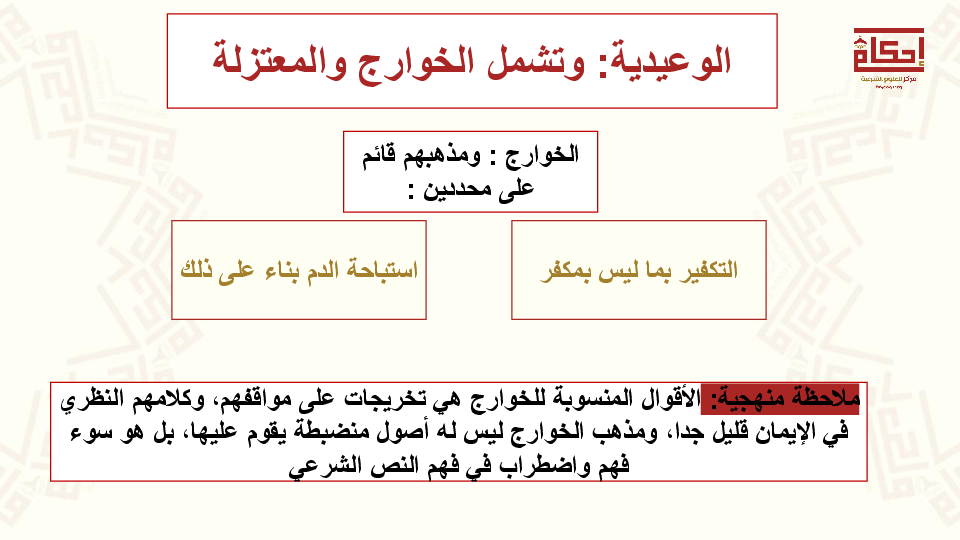 الوعيدية: وتشمل الخوارج والمعتزلة
إحكام
مركز للعلوم الشرعية
الخوارج : ومذهبهم قائم
على محددين :
التكفير بما ليس بمكفر
استباحة الدم بناء على ذلك
ملاحظة منهجية: الأقوال المنسوبة للخوارج هي تخريجات على مواقفهم، وكلامهم النظري
في الإيمان قليل جدا، ومذهب الخوارج ليس له أصول منضبطة يقوم عليها، بل هو سوء
فهم واضطراب في فهم النص الشرعي